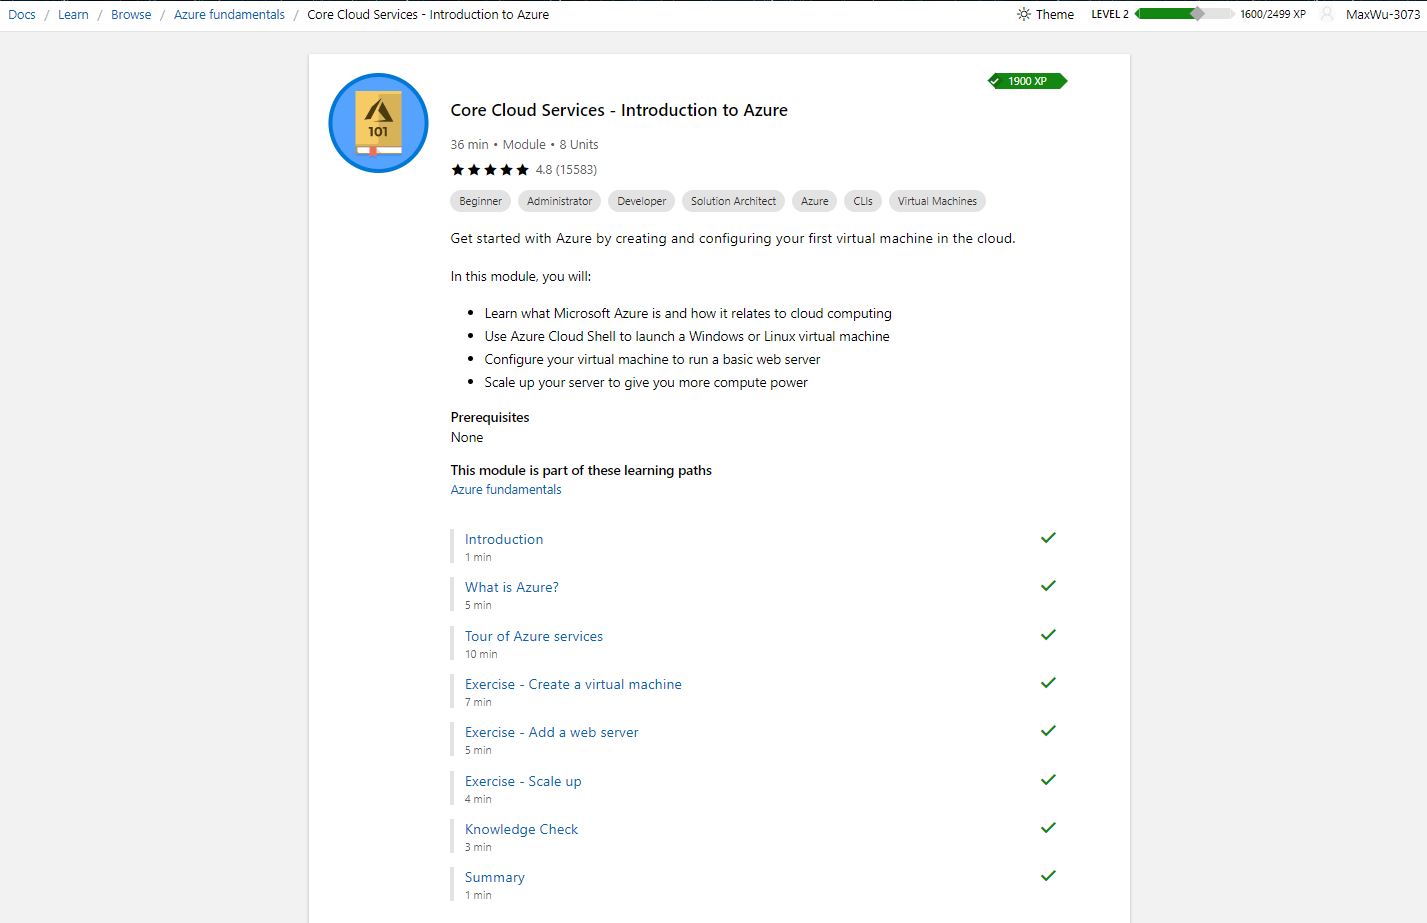 Docs / Learn / Browse / Azure fundamentals / Core Cloud Services - Introduction to Azure
Theme LEVEL 2 1600/2499 XP MaxWu-3073
1900 XP
101
Core Cloud Services - Introduction to Azure
36 min • Module • 8 Units
4.8 (15583)
Beginner Administrator Developer Solution Architect Azure CLIs Virtual Machines
Get started with Azure by creating and configuring your first virtual machine in the cloud.
In this module, you will:
• Learn what Microsoft Azure is and how it relates to cloud computing
• Use Azure Cloud Shell to launch a Windows or Linux virtual machine
• Configure your virtual machine to run a basic web server
• Scale up your server to give you more compute power
Prerequisites
None
This module is part of these learning paths
Azure fundamentals
Introduction
1 min
What is Azure?
5 min
Tour of Azure services
10 min
Exercise - Create a virtual machine
7 min
Exercise - Add a web server
5 min
Exercise - Scale up
4 min
Knowledge Check
3 min
Summary
1 min